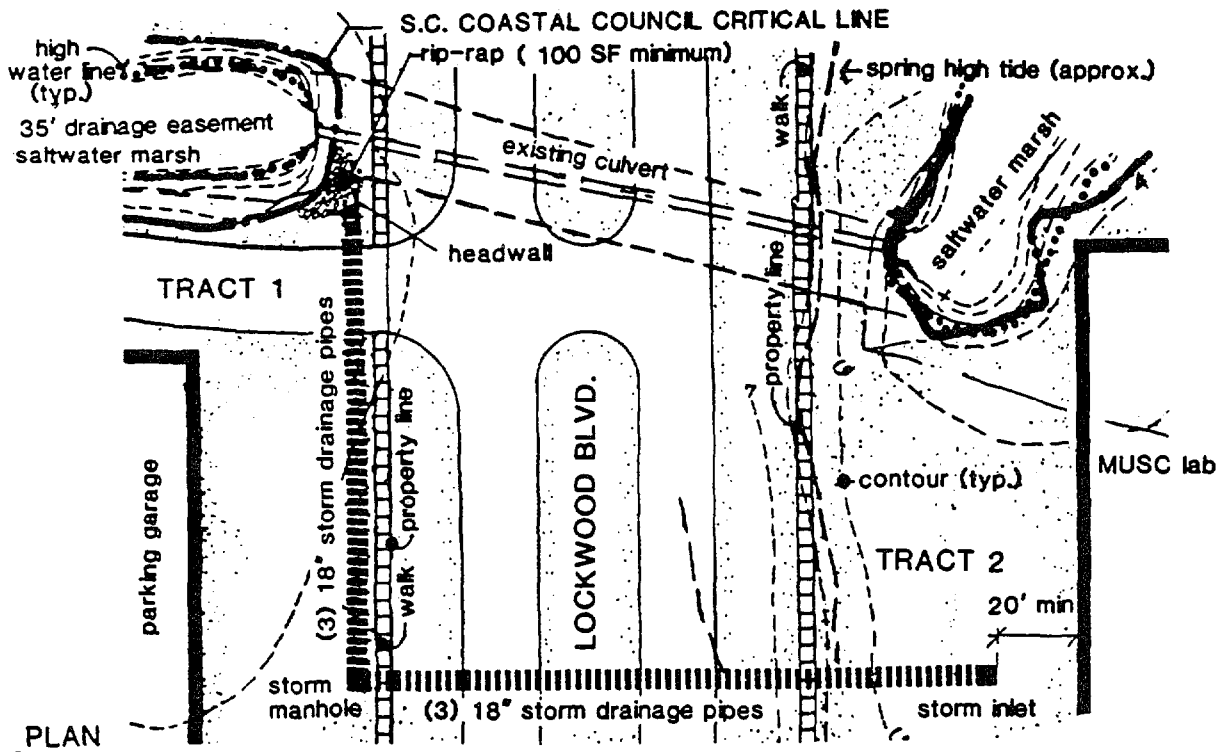 S.C. COASTAL COUNCIL CRITICAL LINE
high
water line
(typ.)
rip-rap ( 100 SF minimum)
spring high tide (approx.)
walk
35' drainage easement
saltwater marsh
existing culvert
saltwater marsh
headwall
TRACT 1
property line
(3) 18" storm drainage pipes
property line
walk
LOCKWOOD BLVD.
7
6
parking garage
MUSC lab
contour (typ.)
TRACT 2
20' min
storm
manhole
(3) 18" storm drainage pipes
storm inlet
PLAN